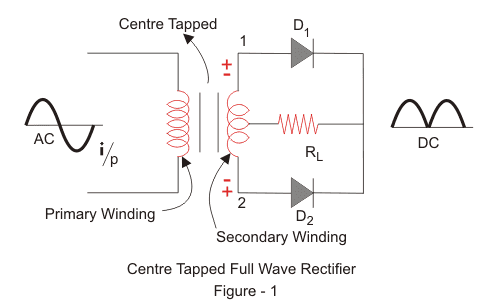 Centre Tapped
D1
1
+
-
AC
i/p
RL
DC
-
+
2
D2
Primary Winding
Secondary Winding
Centre Tapped Full Wave Rectifier
Figure - 1